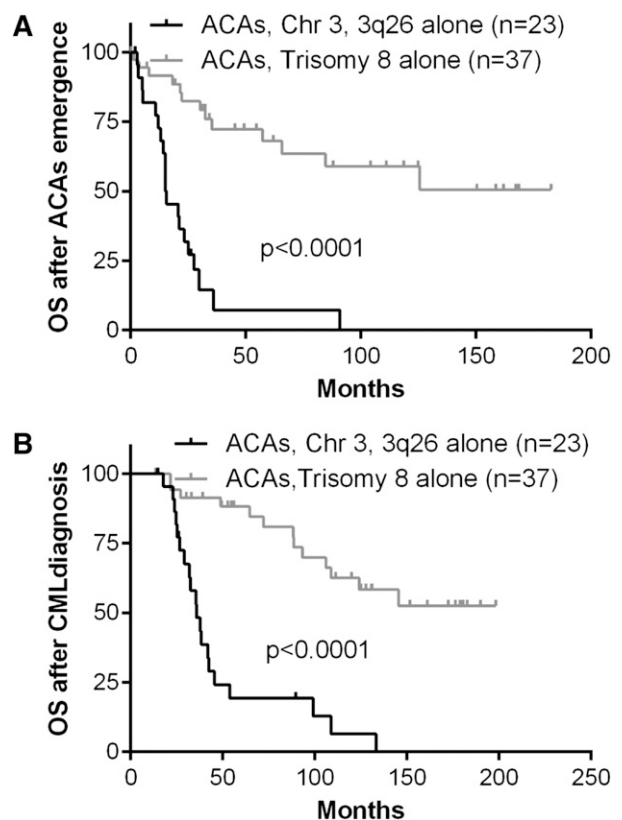 A
ACAs, Chr 3, 3q26 alone (n=23)
ACAs, Trisomy 8 alone (n=37)
OS after ACAs emergence
100
75
50
25
0
p<0.0001
0 50 100 150 200
Months
B
ACAs, Chr 3, 3q26 alone (n=23)
ACAs,Trisomy 8 alone (n=37)
OS after CMLdiagnosis
100
75
50
25
0
p<0.0001
0 50 100 150 200 250
Months